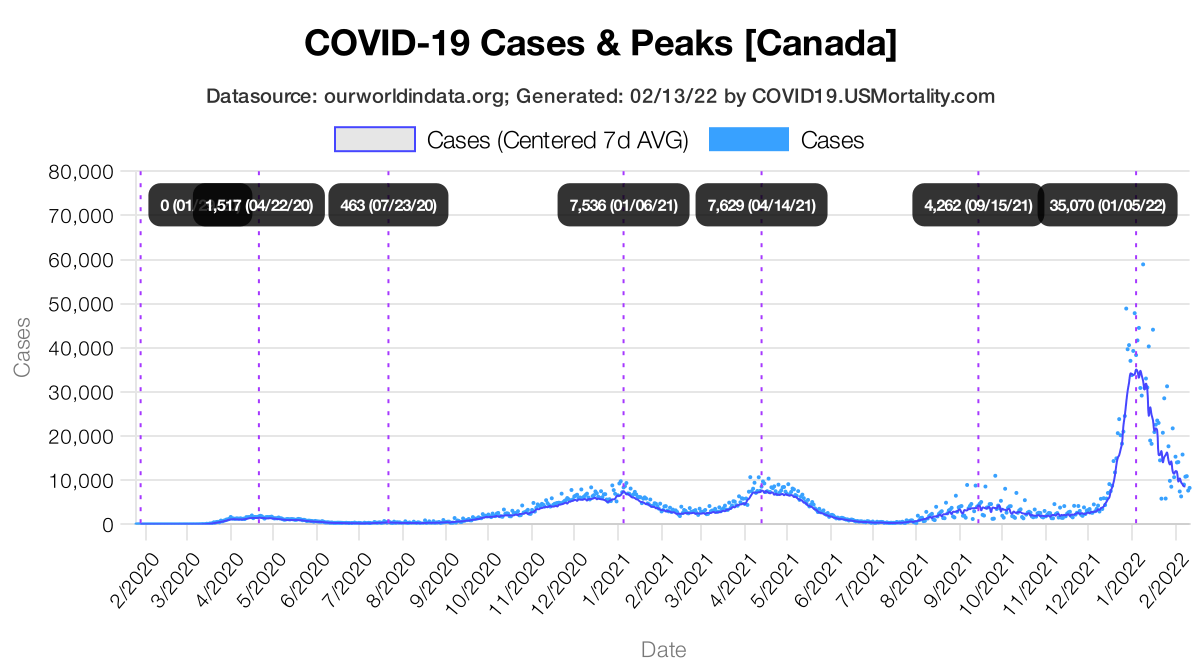 COVID-19 Cases & Peaks [Canada]
Datasource: ourworldindata.org; Generated: 02/13/22 by COVID19.USMortality.com
Cases (Centered 7d AVG) Cases
80,000
0 (01/ 1,517 (04/22/20) 463 (07/23/20) 7,536 (01/06/21) 7,629 (04/14/21) 4,262 (09/15/21) 35,070 (01/05/22)
70,000
60,000
50,000
40,000
30,000
20,000
10,000
0
Cases
2/2020 3/2020 4/2020 5/2020 6/2020 7/2020 8/2020 9/2020 10/2020 11/2020 12/2020 1/2021 2/2021 3/2021 4/2021 5/2021 6/2021 7/2021 8/2021 9/2021 10/2021 11/2021 12/2021 1/2022 2/2022
Date